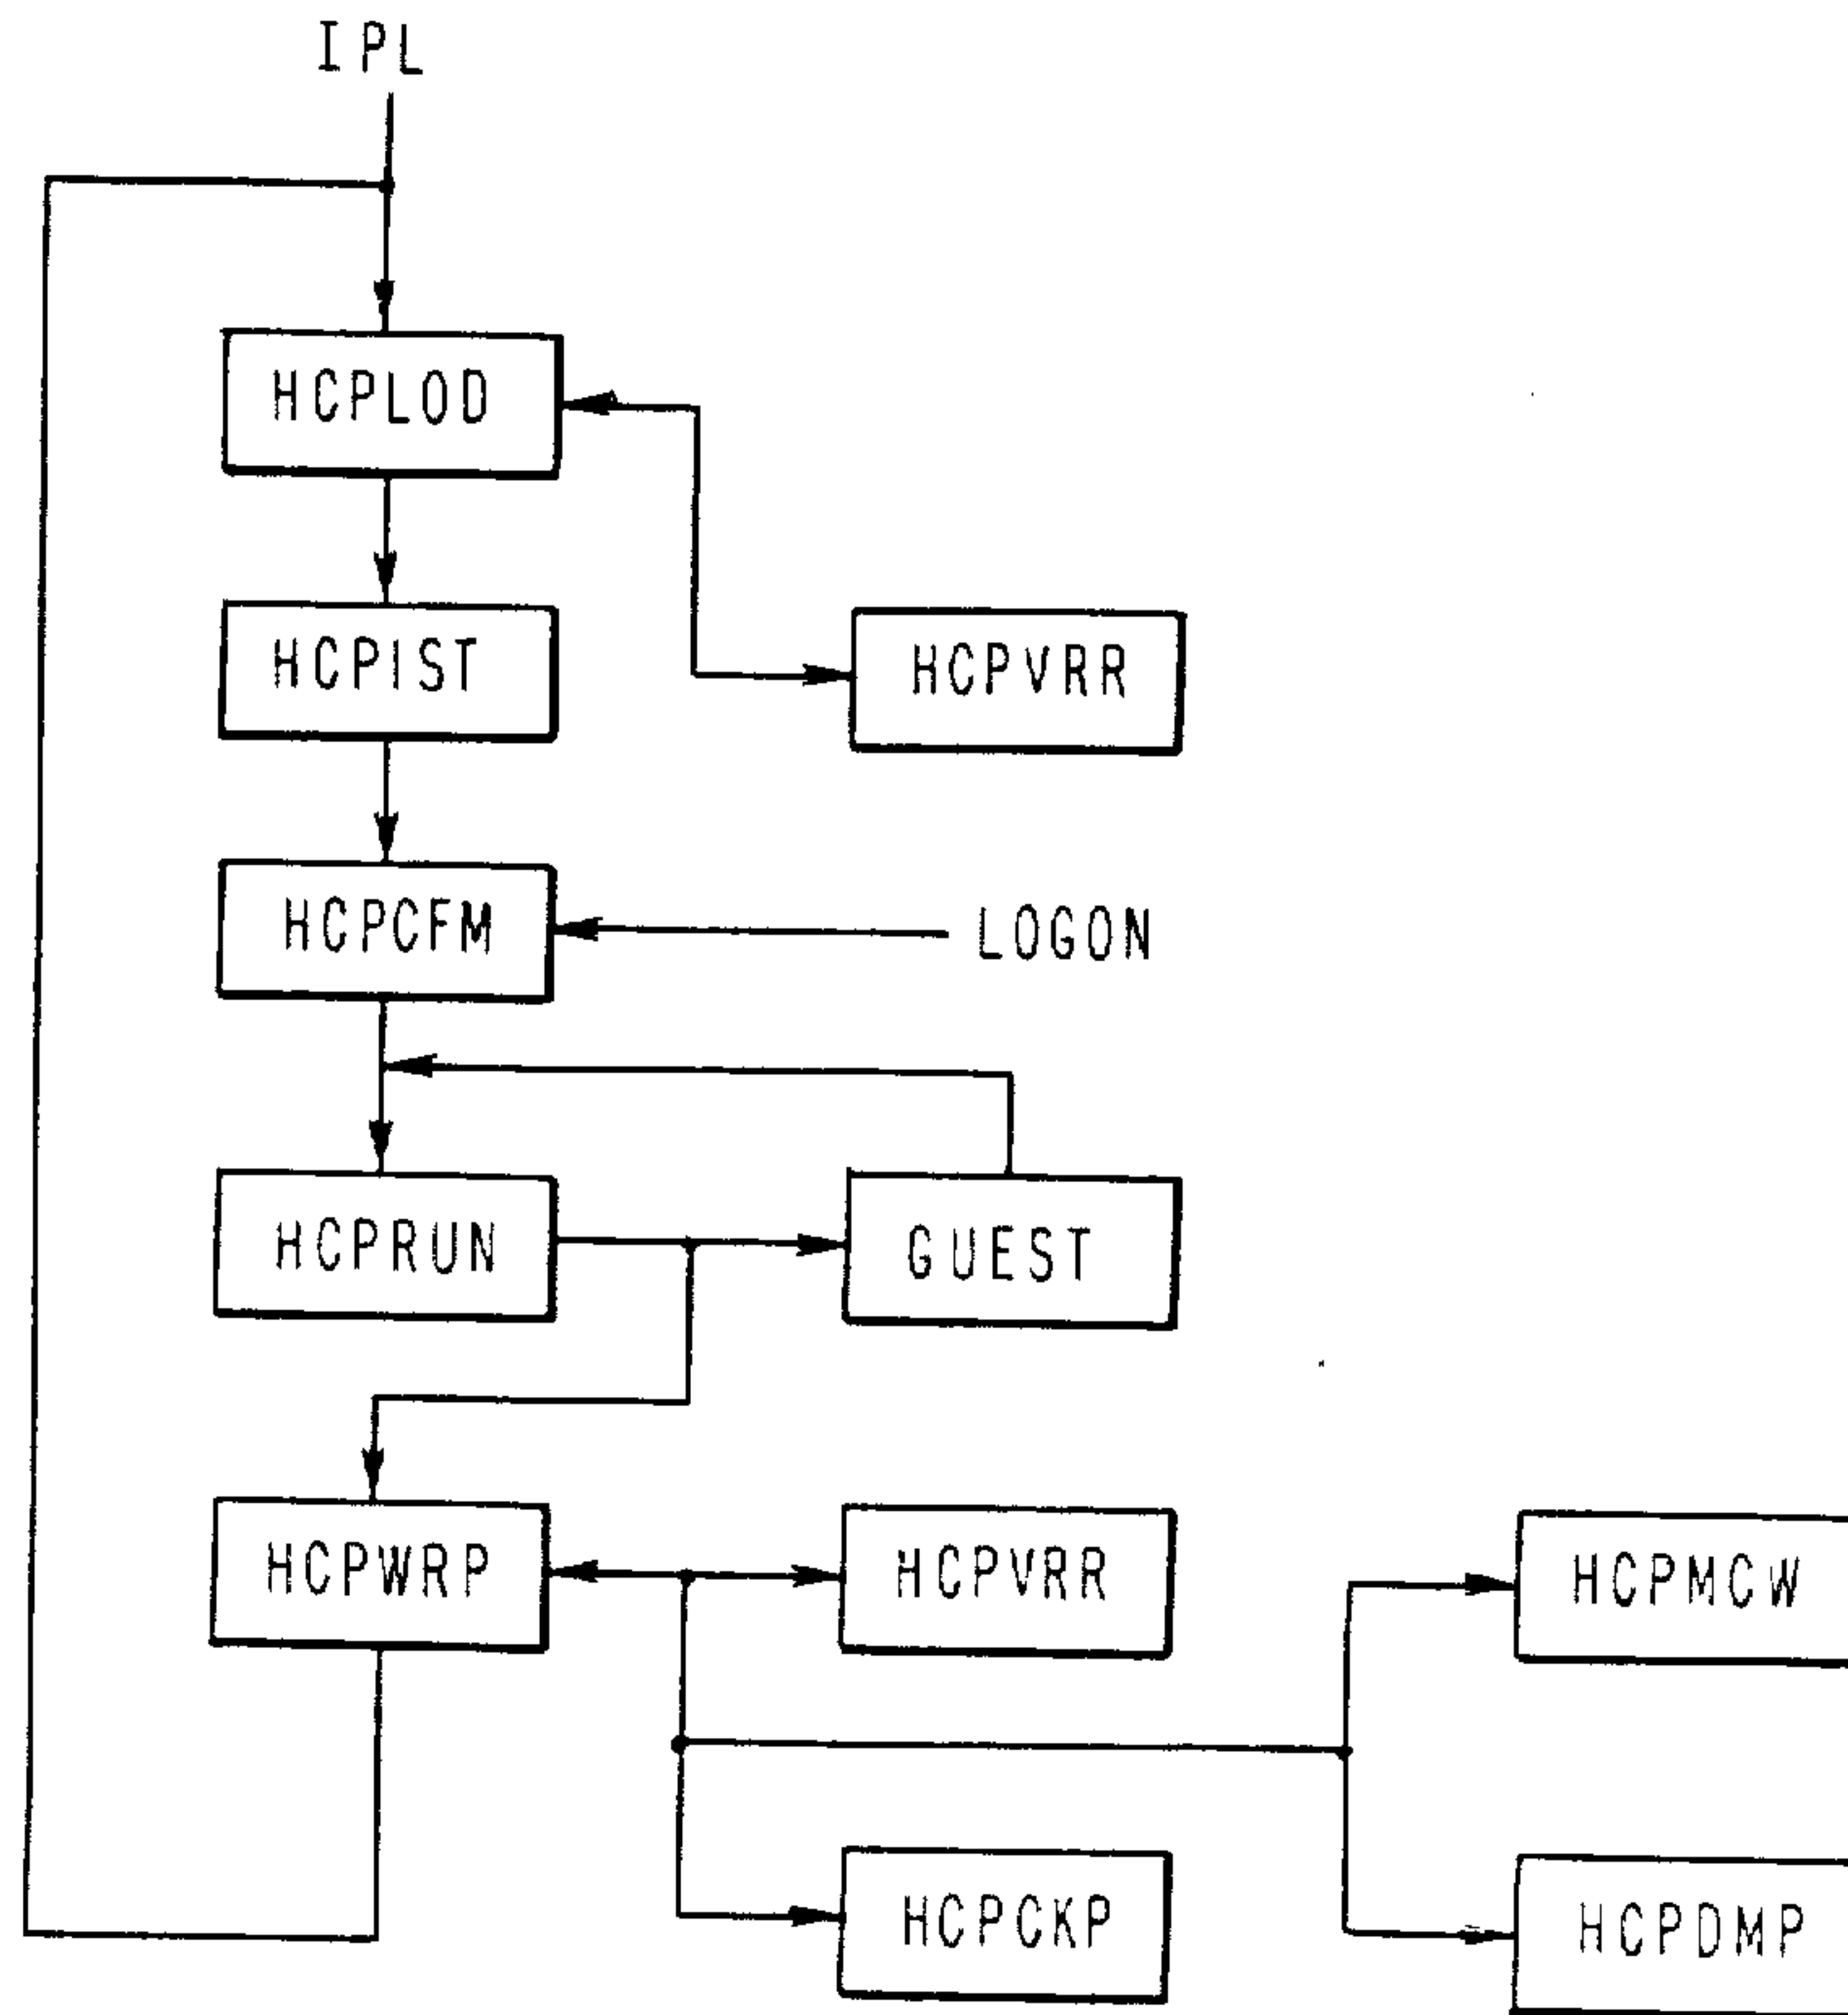 IPL
HCPLOD
HCPIST
HCPVRR
HCPCFM
LOGON
HCPRUN
GUEST
HCPWRP
HCPVRR
HCPMCW
HCPCKP
HCPDMP